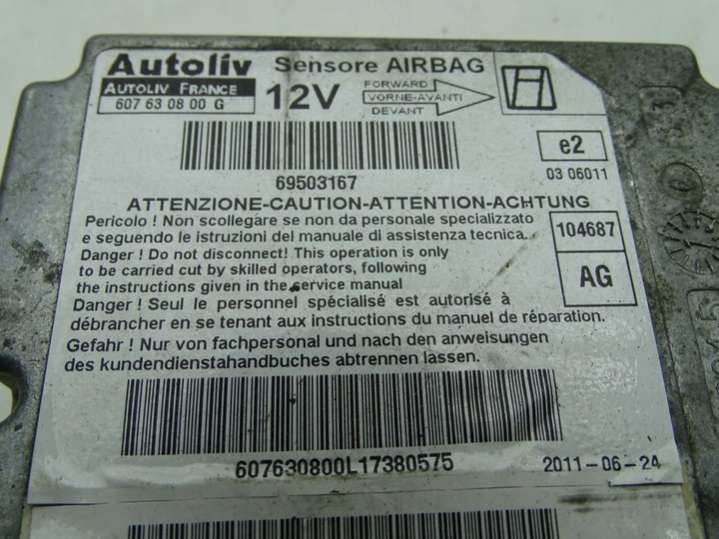 Autoliv
Sensore AIRBAG
AUTOLIV FRANCE
607 63 08 00 G
12V
FORWARD
VORNE-AVANTI
DEVANT
e2
03 06011
69503167
ATTENZIONE-CAUTION-ATTENTION-ACHTUNG
Pericolo ! Non scollegare se non da personale specializzato
e seguendo le istruzioni del manuale di assistenza tecnica.
104687
AG
Danger ! Do not disconnect! This operation is only
to be carried cut by skilled operators, following
the instructions given in the service manual
Danger ! Seul le personnel spécialisé est autorisé à
débrancher en se tenant aux instructions du manuel de réparation.
Gefahr ! Nur von fachpersonal und nach den anweisungen
des kundendienstahandbuches abtrennen lassen.
607630800L17380575
2011-06-24